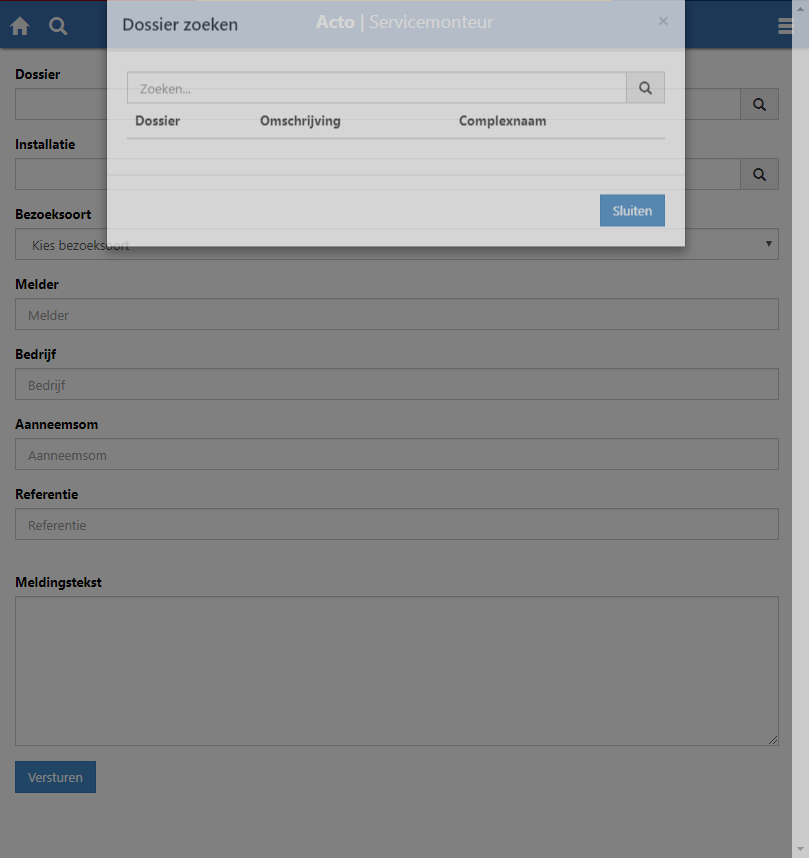 Acto | Servicemonteur
Dossier zoeken ×
Zoeken...
Dossier Omschrijving Complexnaam
Sluiten
Dossier
Installatie
Bezoeksoort
Kies bezoeksoort
Melder
Melder
Bedrijf
Bedrijf
Aanneemsom
Aanneemsom
Referentie
Referentie
Meldingstekst
Versturen